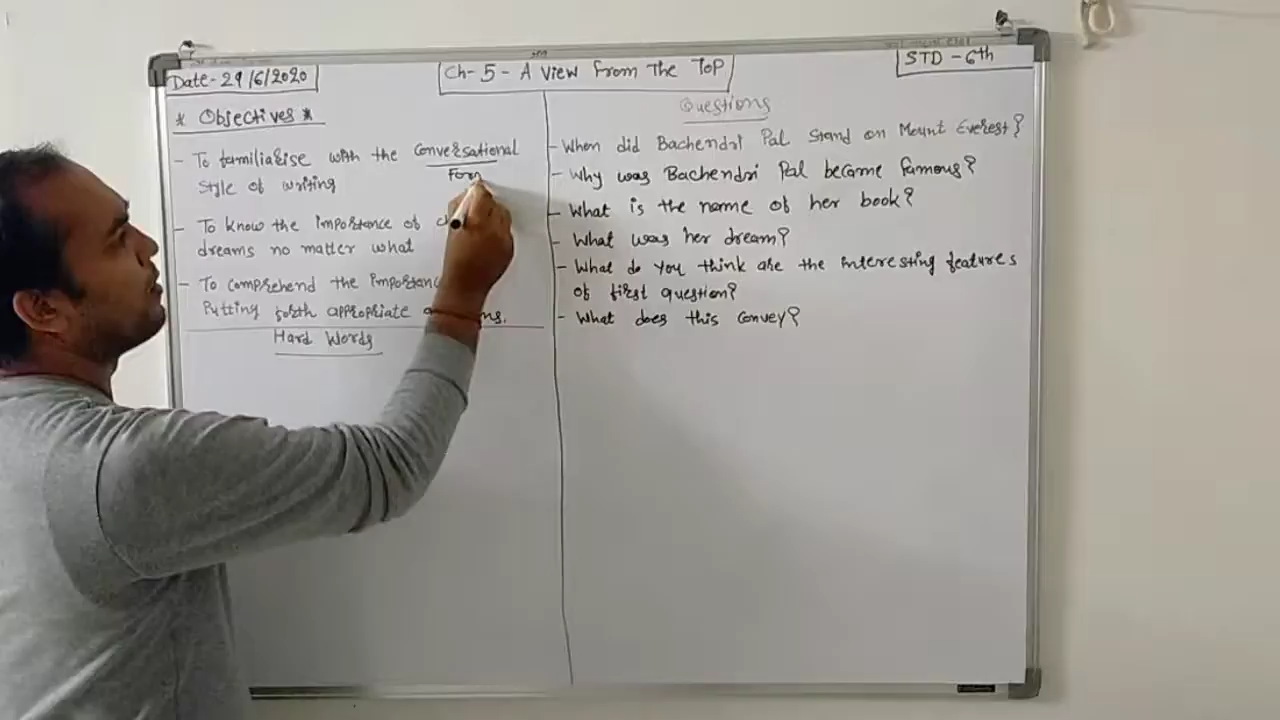 Date- 29/6/2020
Ch- 5 - A View From The Top
STD - 6th
* Objectives *
- To familiarise with the Conversational
Form
Style of writing
- To know the importance of
dreams no matter what
- To comprehend the
Putting forth appropriate
Hard Words
Questions
- When did Bachendri Pal Stand on Mount Everest?
- Why was Bachendri Pal became famous?
- What is the name of her book?
- What was her dream?
- What do you think are the interesting features
of first question?
- What does this Convey?